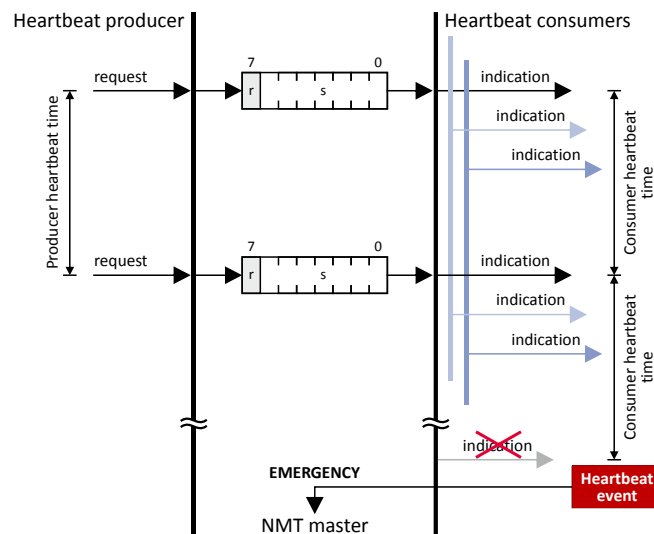 Heartbeat producer
Heartbeat consumers
7 0
request
r s
indication
indication
indication
Producer heartbeat time
Consumer heartbeat
time
7 0
request
r s
indication
indication
indication
Consumer heartbeat
time
indication
EMERGENCY
Heartbeat
event
NMT master